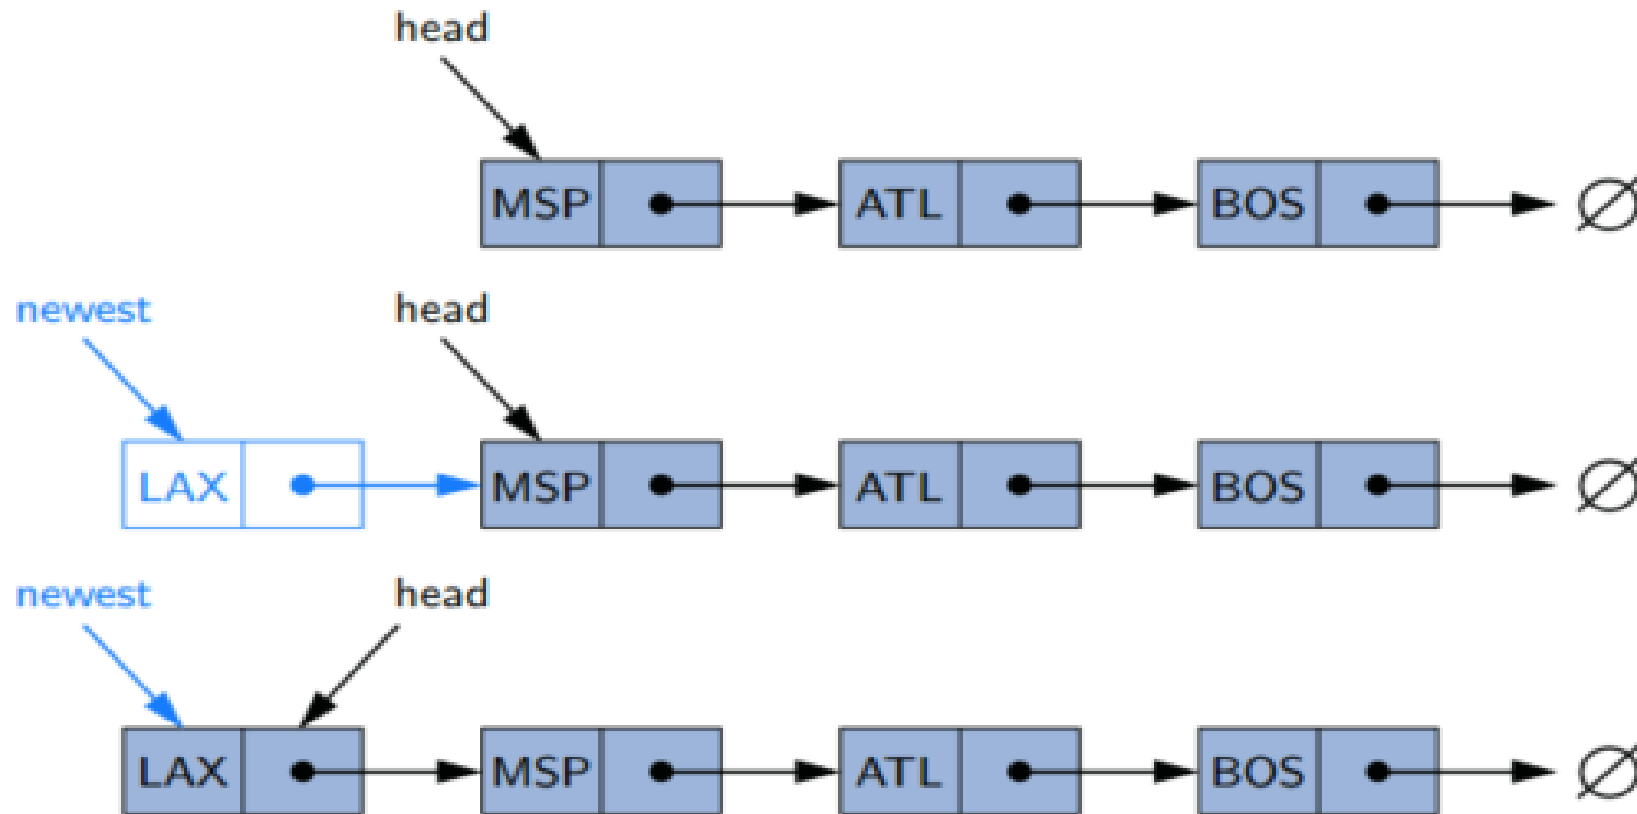 head
MSP ATL BOS ∅
newest head
LAX MSP ATL BOS ∅
newest head
LAX MSP ATL BOS ∅